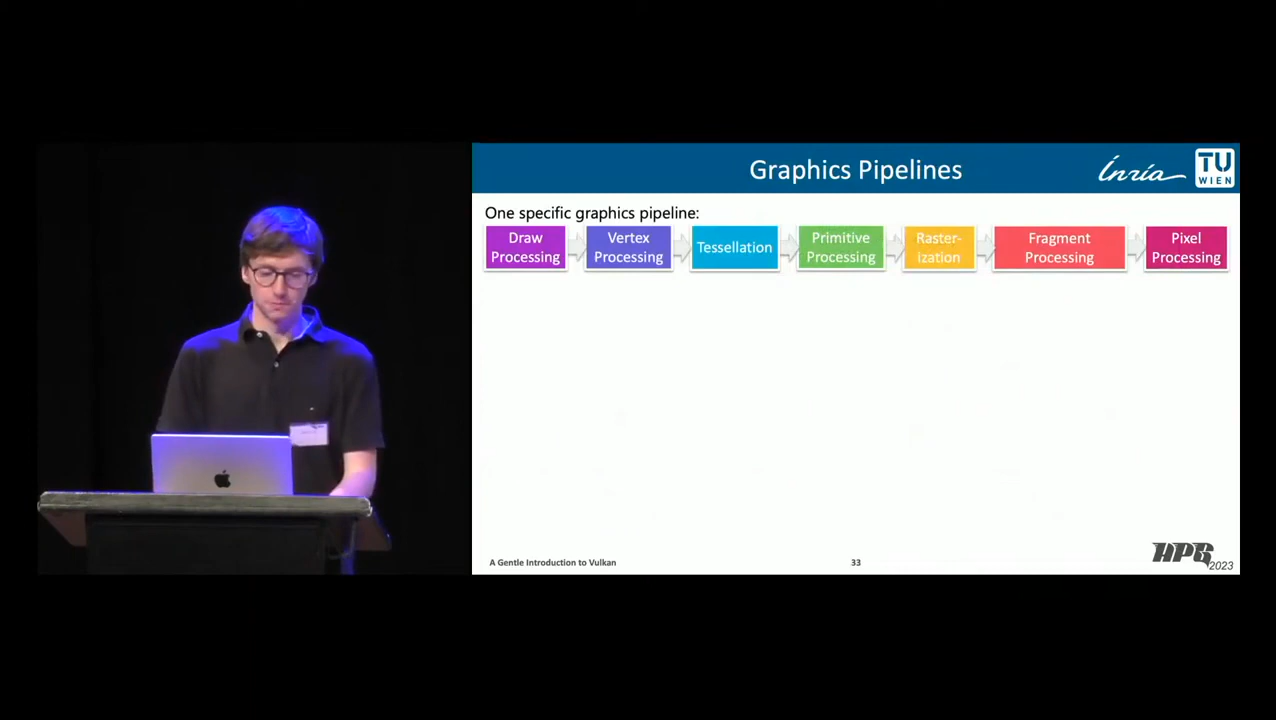 Graphics Pipelines
Inria
TU
WIEN
One specific graphics pipeline:
Draw
Processing
Vertex
Processing
Tessellation
Primitive
Processing
Raster-
ization
Fragment
Processing
Pixel
Processing
A Gentle Introduction to Vulkan
33
HPG
2023